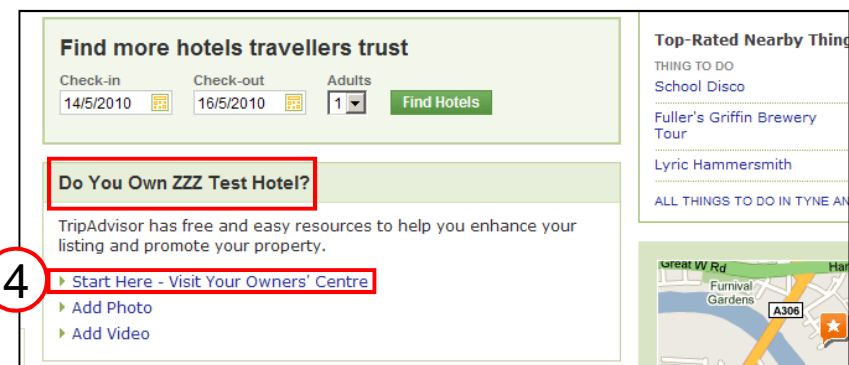 Find more hotels travellers trust
Check-in Check-out Adults
14/5/2010 16/5/2010 1 Find Hotels
Do You Own ZZZ Test Hotel?
TripAdvisor has free and easy resources to help you enhance your
listing and promote your property.
4
Start Here - Visit Your Owners' Centre
Add Photo
Add Video
Top-Rated Nearby Thing
THING TO DO
School Disco
Fuller's Griffin Brewery
Tour
Lyric Hammersmith
ALL THINGS TO DO IN TYNE AN
Great W Rd
Har
Furnival
Gardens
A306